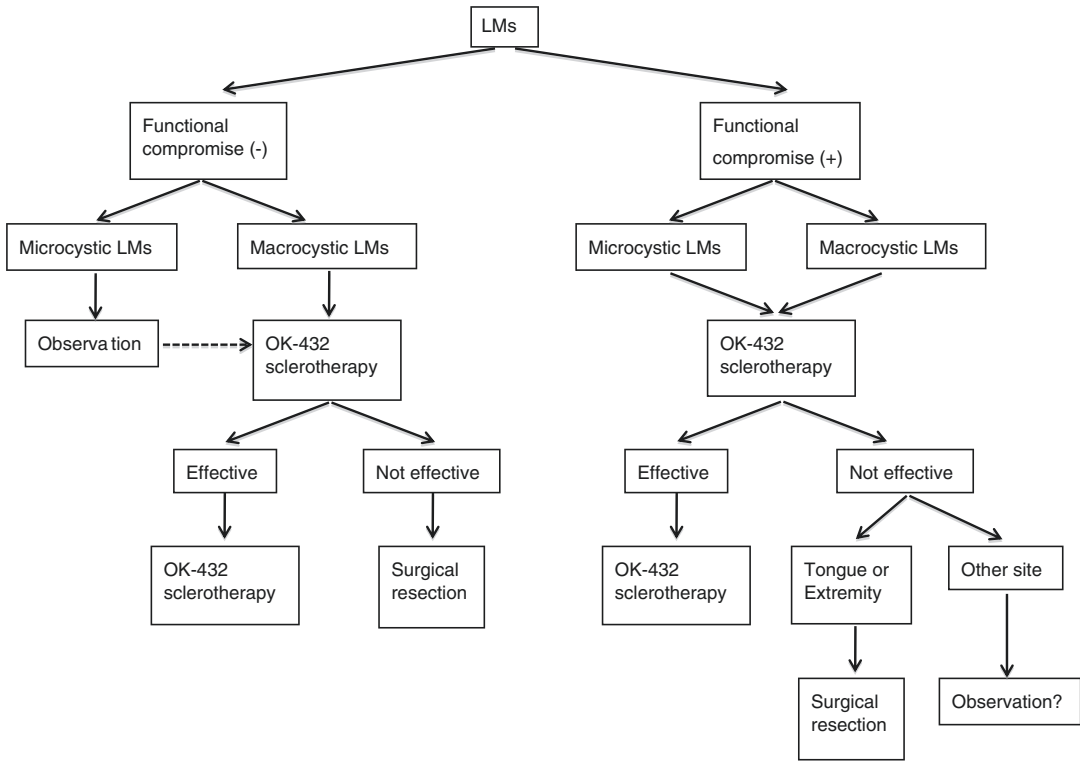 LMs
Functional
compromise (-)
Functional
compromise (+)
Microcystic LMs
Macrocystic LMs
Microcystic LMs
Macrocystic LMs
Observation
OK-432
sclerotherapy
OK-432
sclerotherapy
Effective
Not effective
Effective
Not effective
OK-432
sclerotherapy
Surgical
resection
OK-432
sclerotherapy
Tongue or
Extremity
Other site
Surgical
resection
Observation?